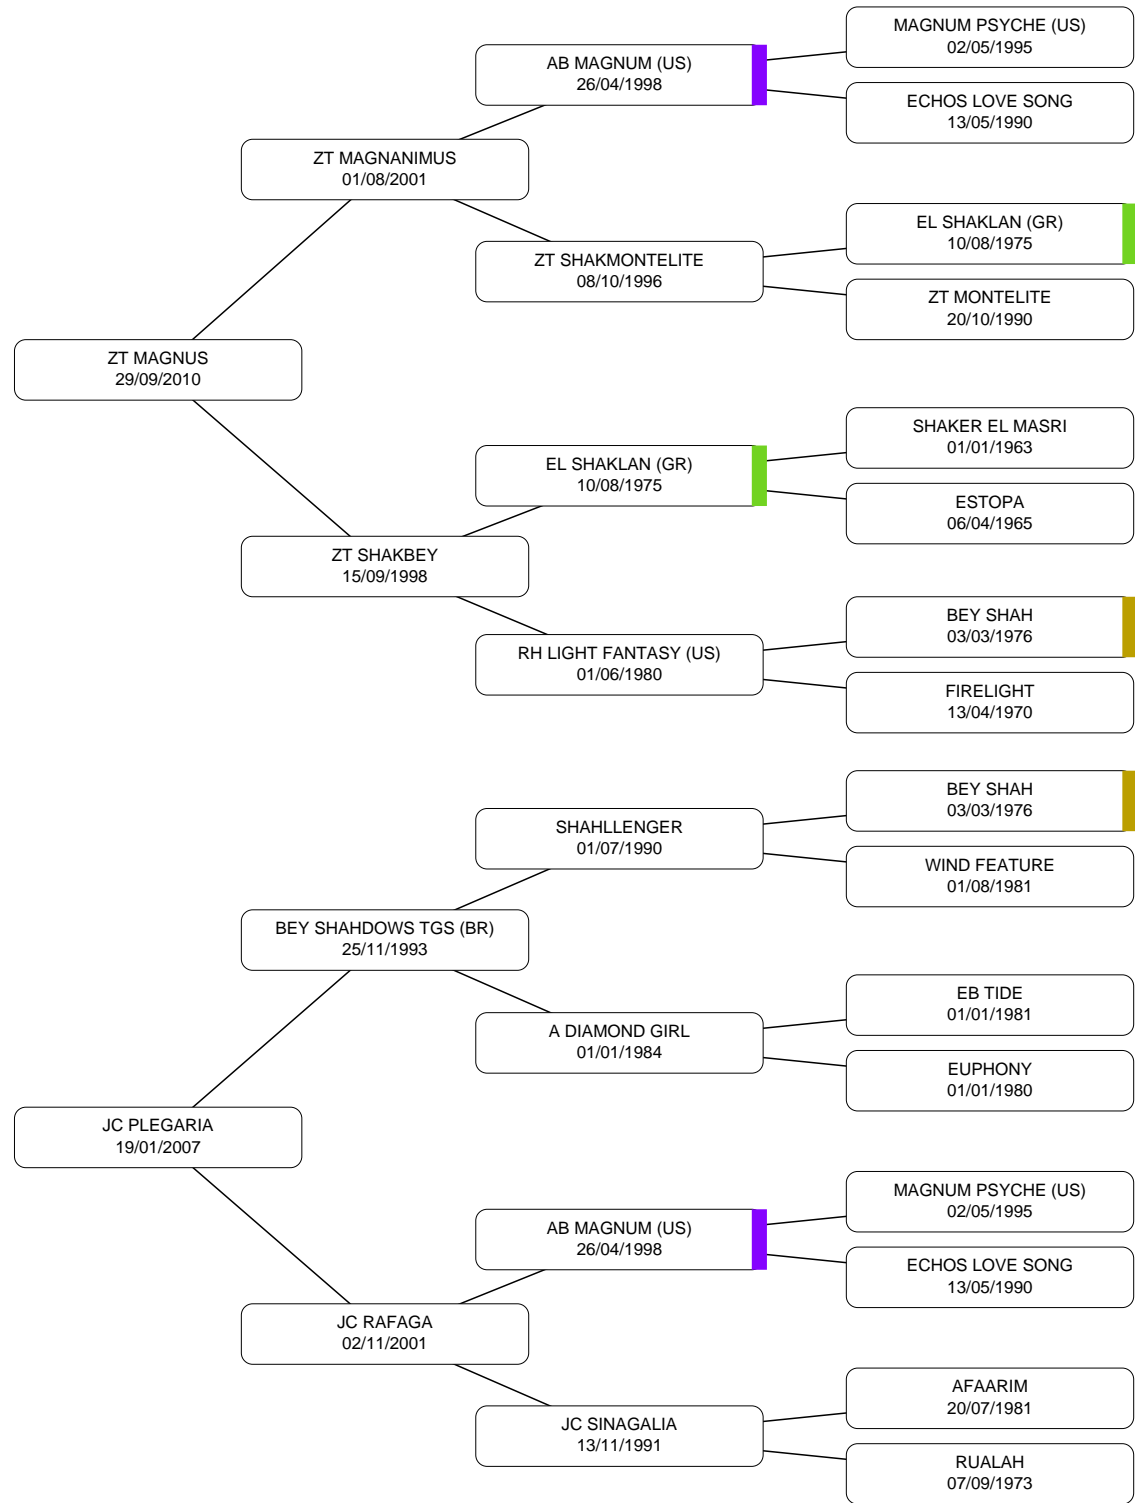 MAGNUM PSYCHE (US)
02/05/1995
AB MAGNUM (US)
26/04/1998
ECHOS LOVE SONG
13/05/1990
ZT MAGNANIMUS
01/08/2001
EL SHAKLAN (GR)
10/08/1975
ZT SHAKMONTELITE
08/10/1996
ZT MONTELITE
20/10/1990
ZT MAGNUS
29/09/2010
SHAKER EL MASRI
01/01/1963
EL SHAKLAN (GR)
10/08/1975
ESTOPA
06/04/1965
ZT SHAKBEY
15/09/1998
BEY SHAH
03/03/1976
RH LIGHT FANTASY (US)
01/06/1980
FIRELIGHT
13/04/1970
BEY SHAH
03/03/1976
SHAHLLENGER
01/07/1990
WIND FEATURE
01/08/1981
BEY SHAHDOWS TGS (BR)
25/11/1993
EB TIDE
01/01/1981
A DIAMOND GIRL
01/01/1984
EUPHONY
01/01/1980
JC PLEGARIA
19/01/2007
MAGNUM PSYCHE (US)
02/05/1995
AB MAGNUM (US)
26/04/1998
ECHOS LOVE SONG
13/05/1990
JC RAFAGA
02/11/2001
AFAARIM
20/07/1981
JC SINAGALIA
13/11/1991
RUALAH
07/09/1973